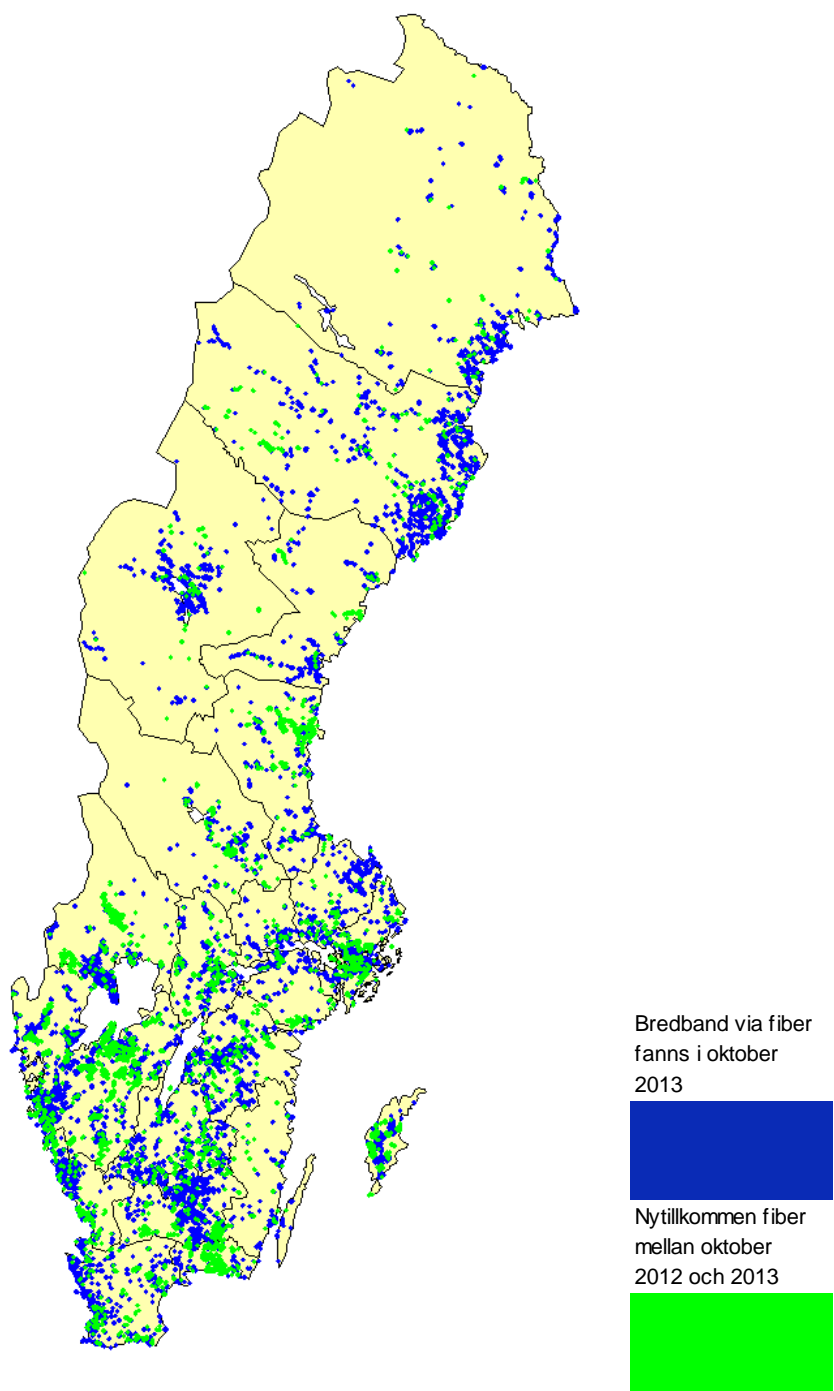 Bredband via fiber
fanns i oktober
2013
Nytillkommen fiber
mellan oktober
2012 och 2013